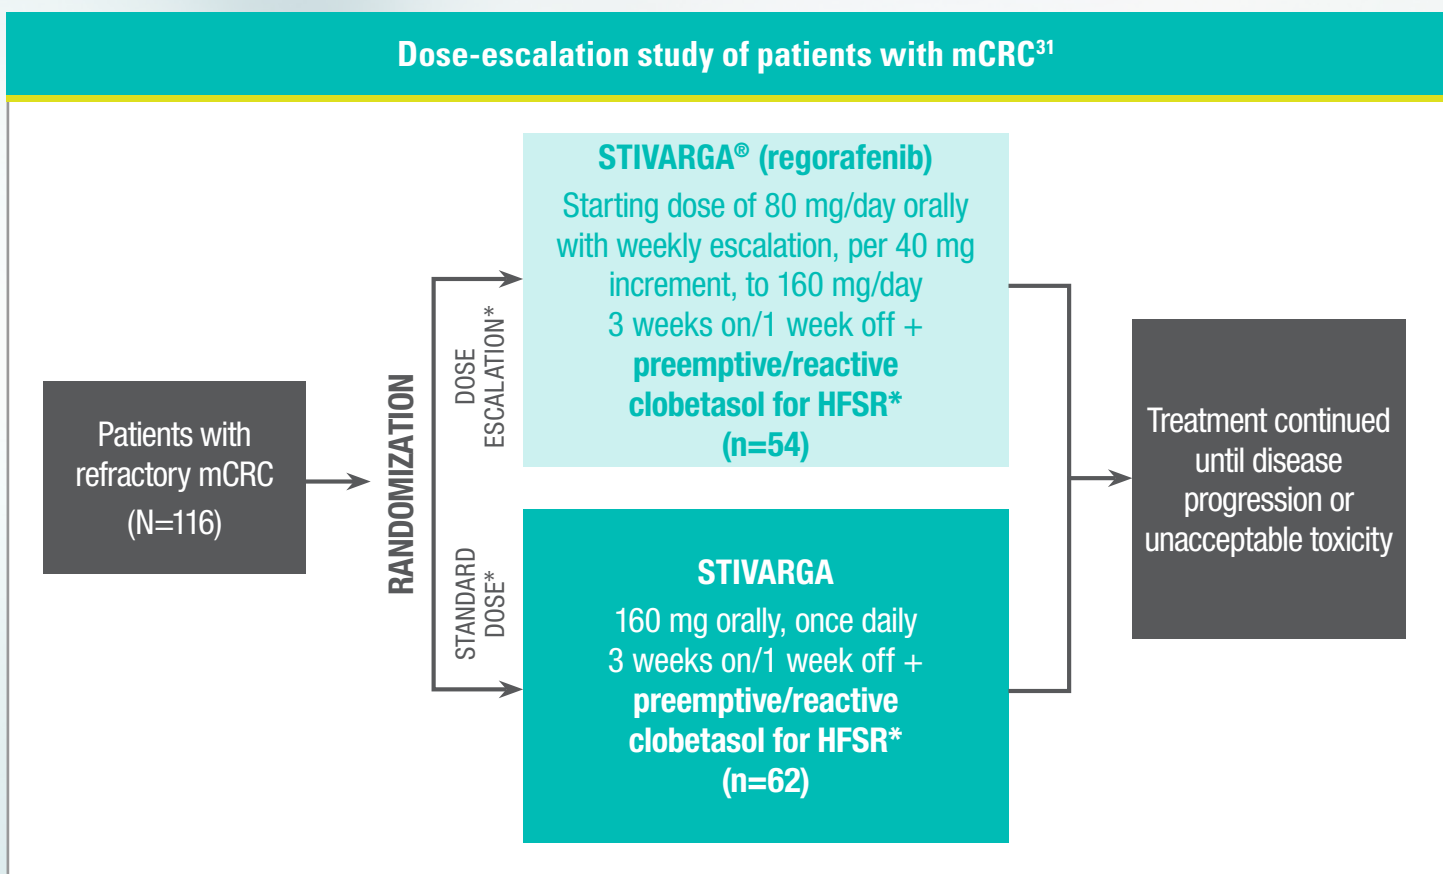 Dose-escalation study of patients with mCRC³¹
Patients with
refractory mCRC
(N=116)
RANDOMIZATION
DOSE
ESCALATION*
STIVARGA® (regorafenib)
Starting dose of 80 mg/day orally
with weekly escalation, per 40 mg
increment, to 160 mg/day
3 weeks on/1 week off +
preemptive/reactive
clobetasol for HFSR*
(n=54)
STANDARD
DOSE*
STIVARGA
160 mg orally, once daily
3 weeks on/1 week off +
preemptive/reactive
clobetasol for HFSR*
(n=62)
Treatment continued
until disease
progression or
unacceptable toxicity